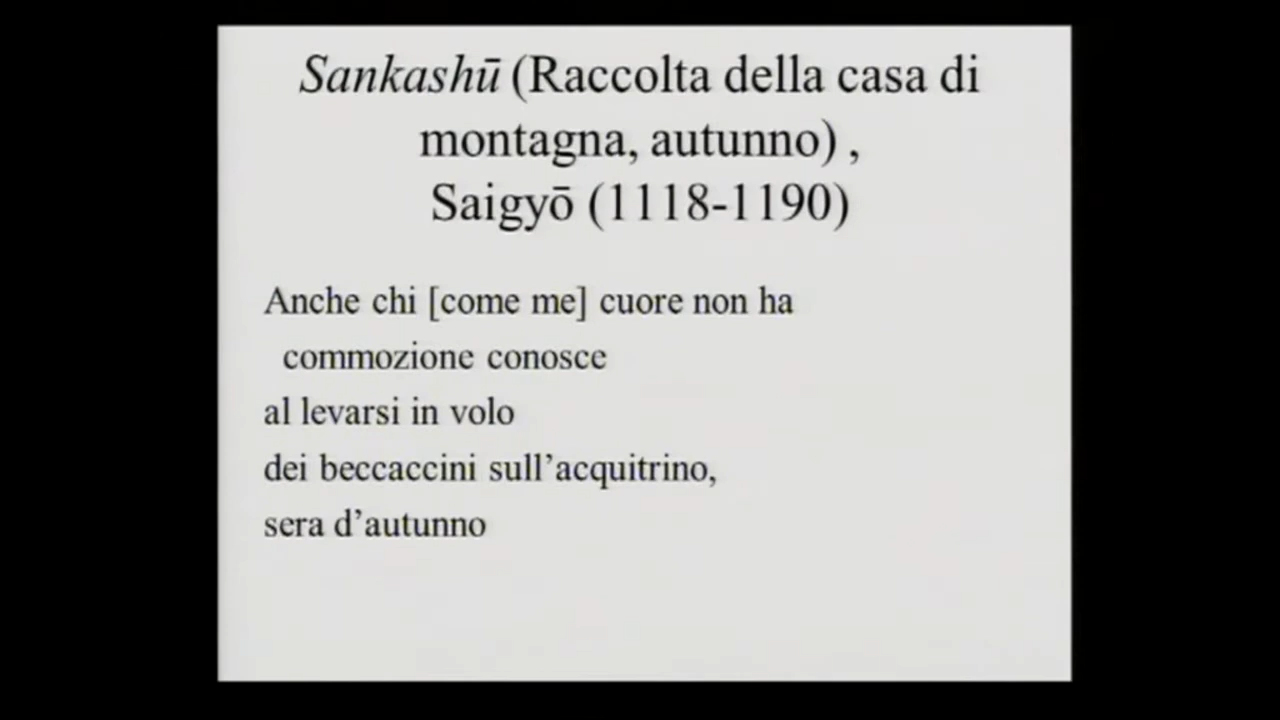 Sankashū (Raccolta della casa di
montagna, autunno) ,
Saigyō (1118-1190)
Anche chi [come me] cuore non ha
commozione conosce
al levarsi in volo
dei beccaccini sull’acquitrino,
sera d’autunno